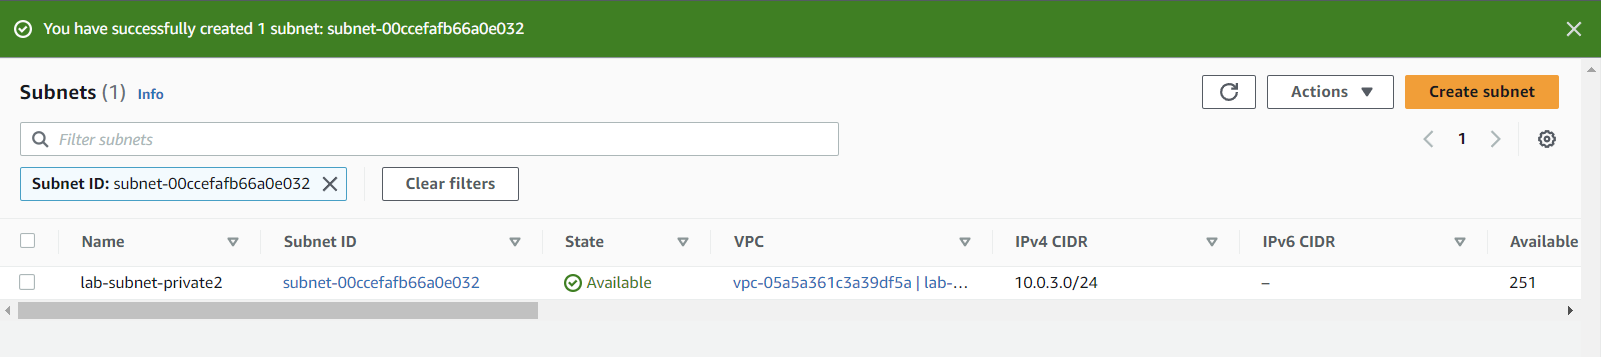 You have successfully created 1 subnet: subnet-00ccefafb66a0e032
Subnets (1) Info
Actions
Create subnet
Filter subnets
1
Subnet ID: subnet-00ccefafb66a0e032
Clear filters
Name Subnet ID State VPC IPv4 CIDR IPv6 CIDR Available
lab-subnet-private2 subnet-00ccefafb66a0e032 Available vpc-05a5a361c3a39df5a | lab-... 10.0.3.0/24 – 251